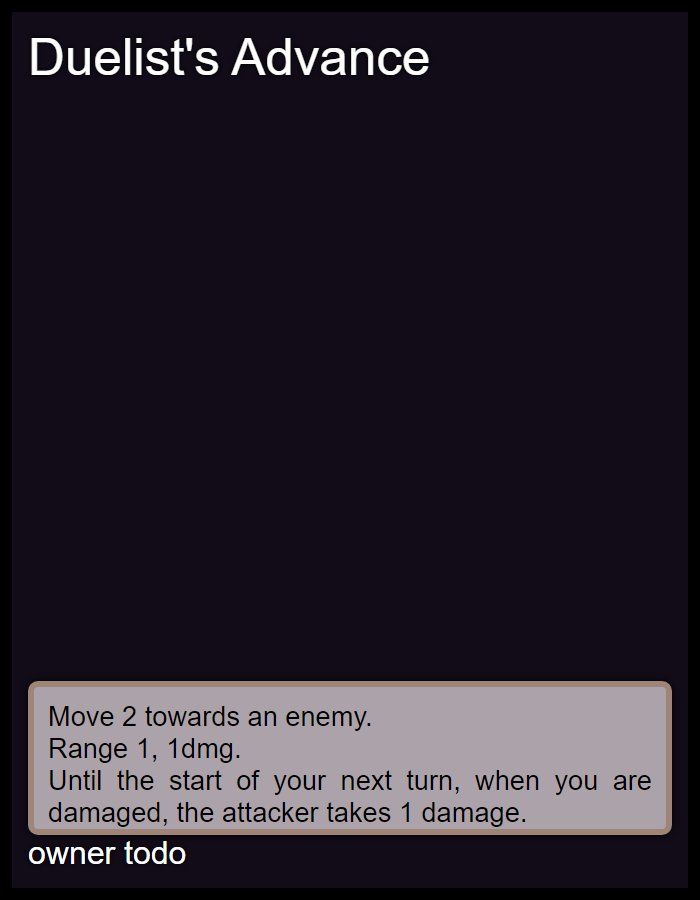 Duelist's Advance
Move 2 towards an enemy.
Range 1, 1dmg.
Until the start of your next turn, when you are
damaged, the attacker takes 1 damage.
owner todo